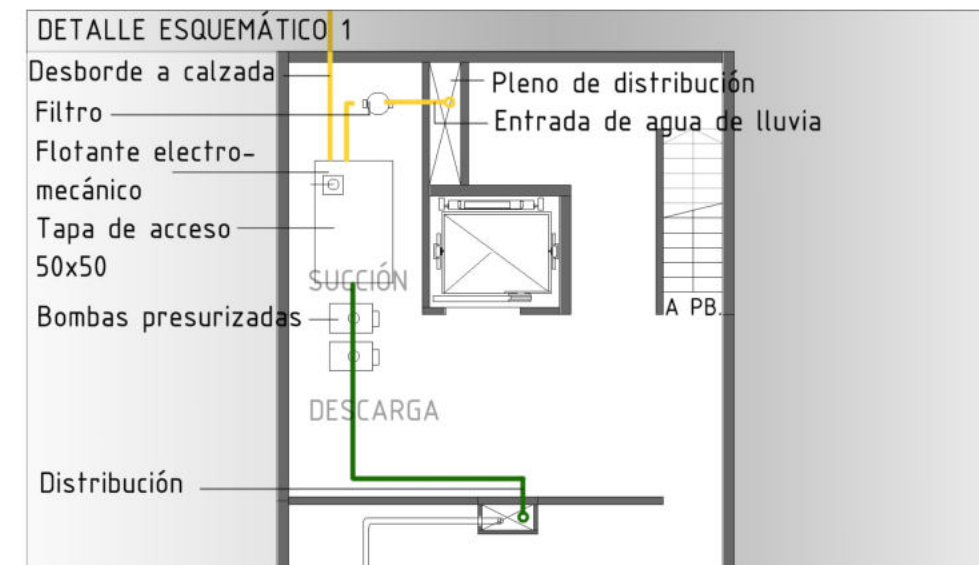 DETALLE ESQUEMÁTICO 1
Desborde a calzada
Filtro
Flotante electro-
mecánico
Tapa de acceso
50x50
Bombas presurizadas
Distribución
Pleno de distribución
Entrada de agua de lluvia
SUCCIÓN
DESCARGA
A PB.